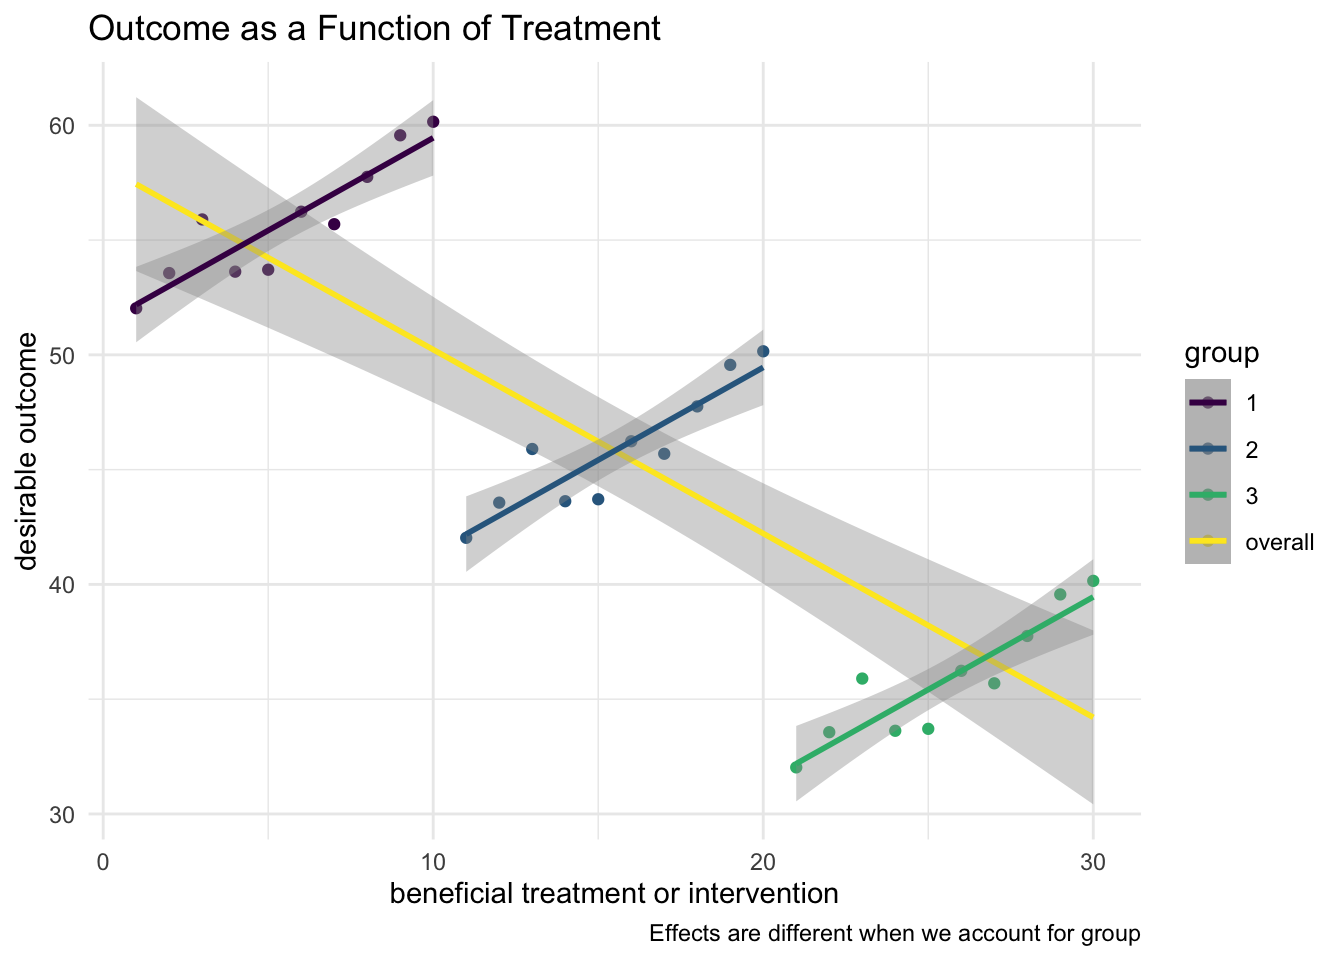 Outcome as a Function of Treatment
60
50
40
30
desirable outcome
0 10 20 30
beneficial treatment or intervention
Effects are different when we account for group
group
1
2
3
overall